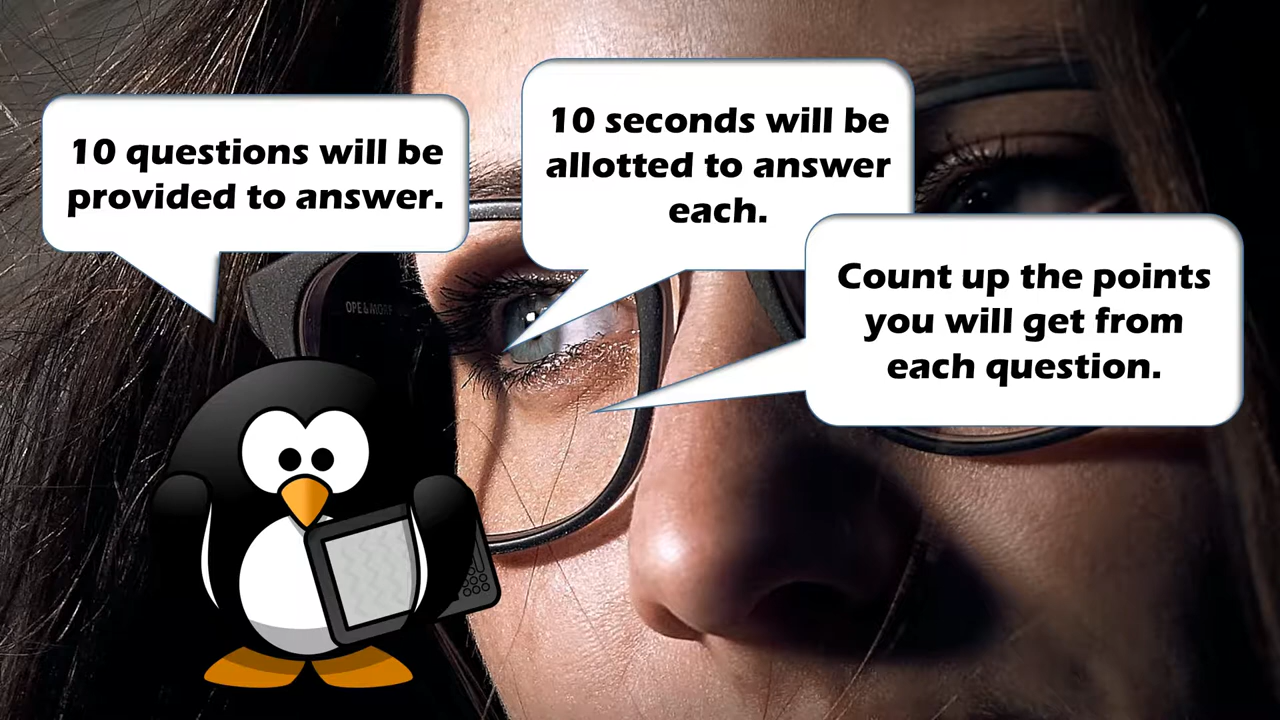 10 questions will be
provided to answer.
10 seconds will be
allotted to answer
each.
Count up the points
you will get from
each question.